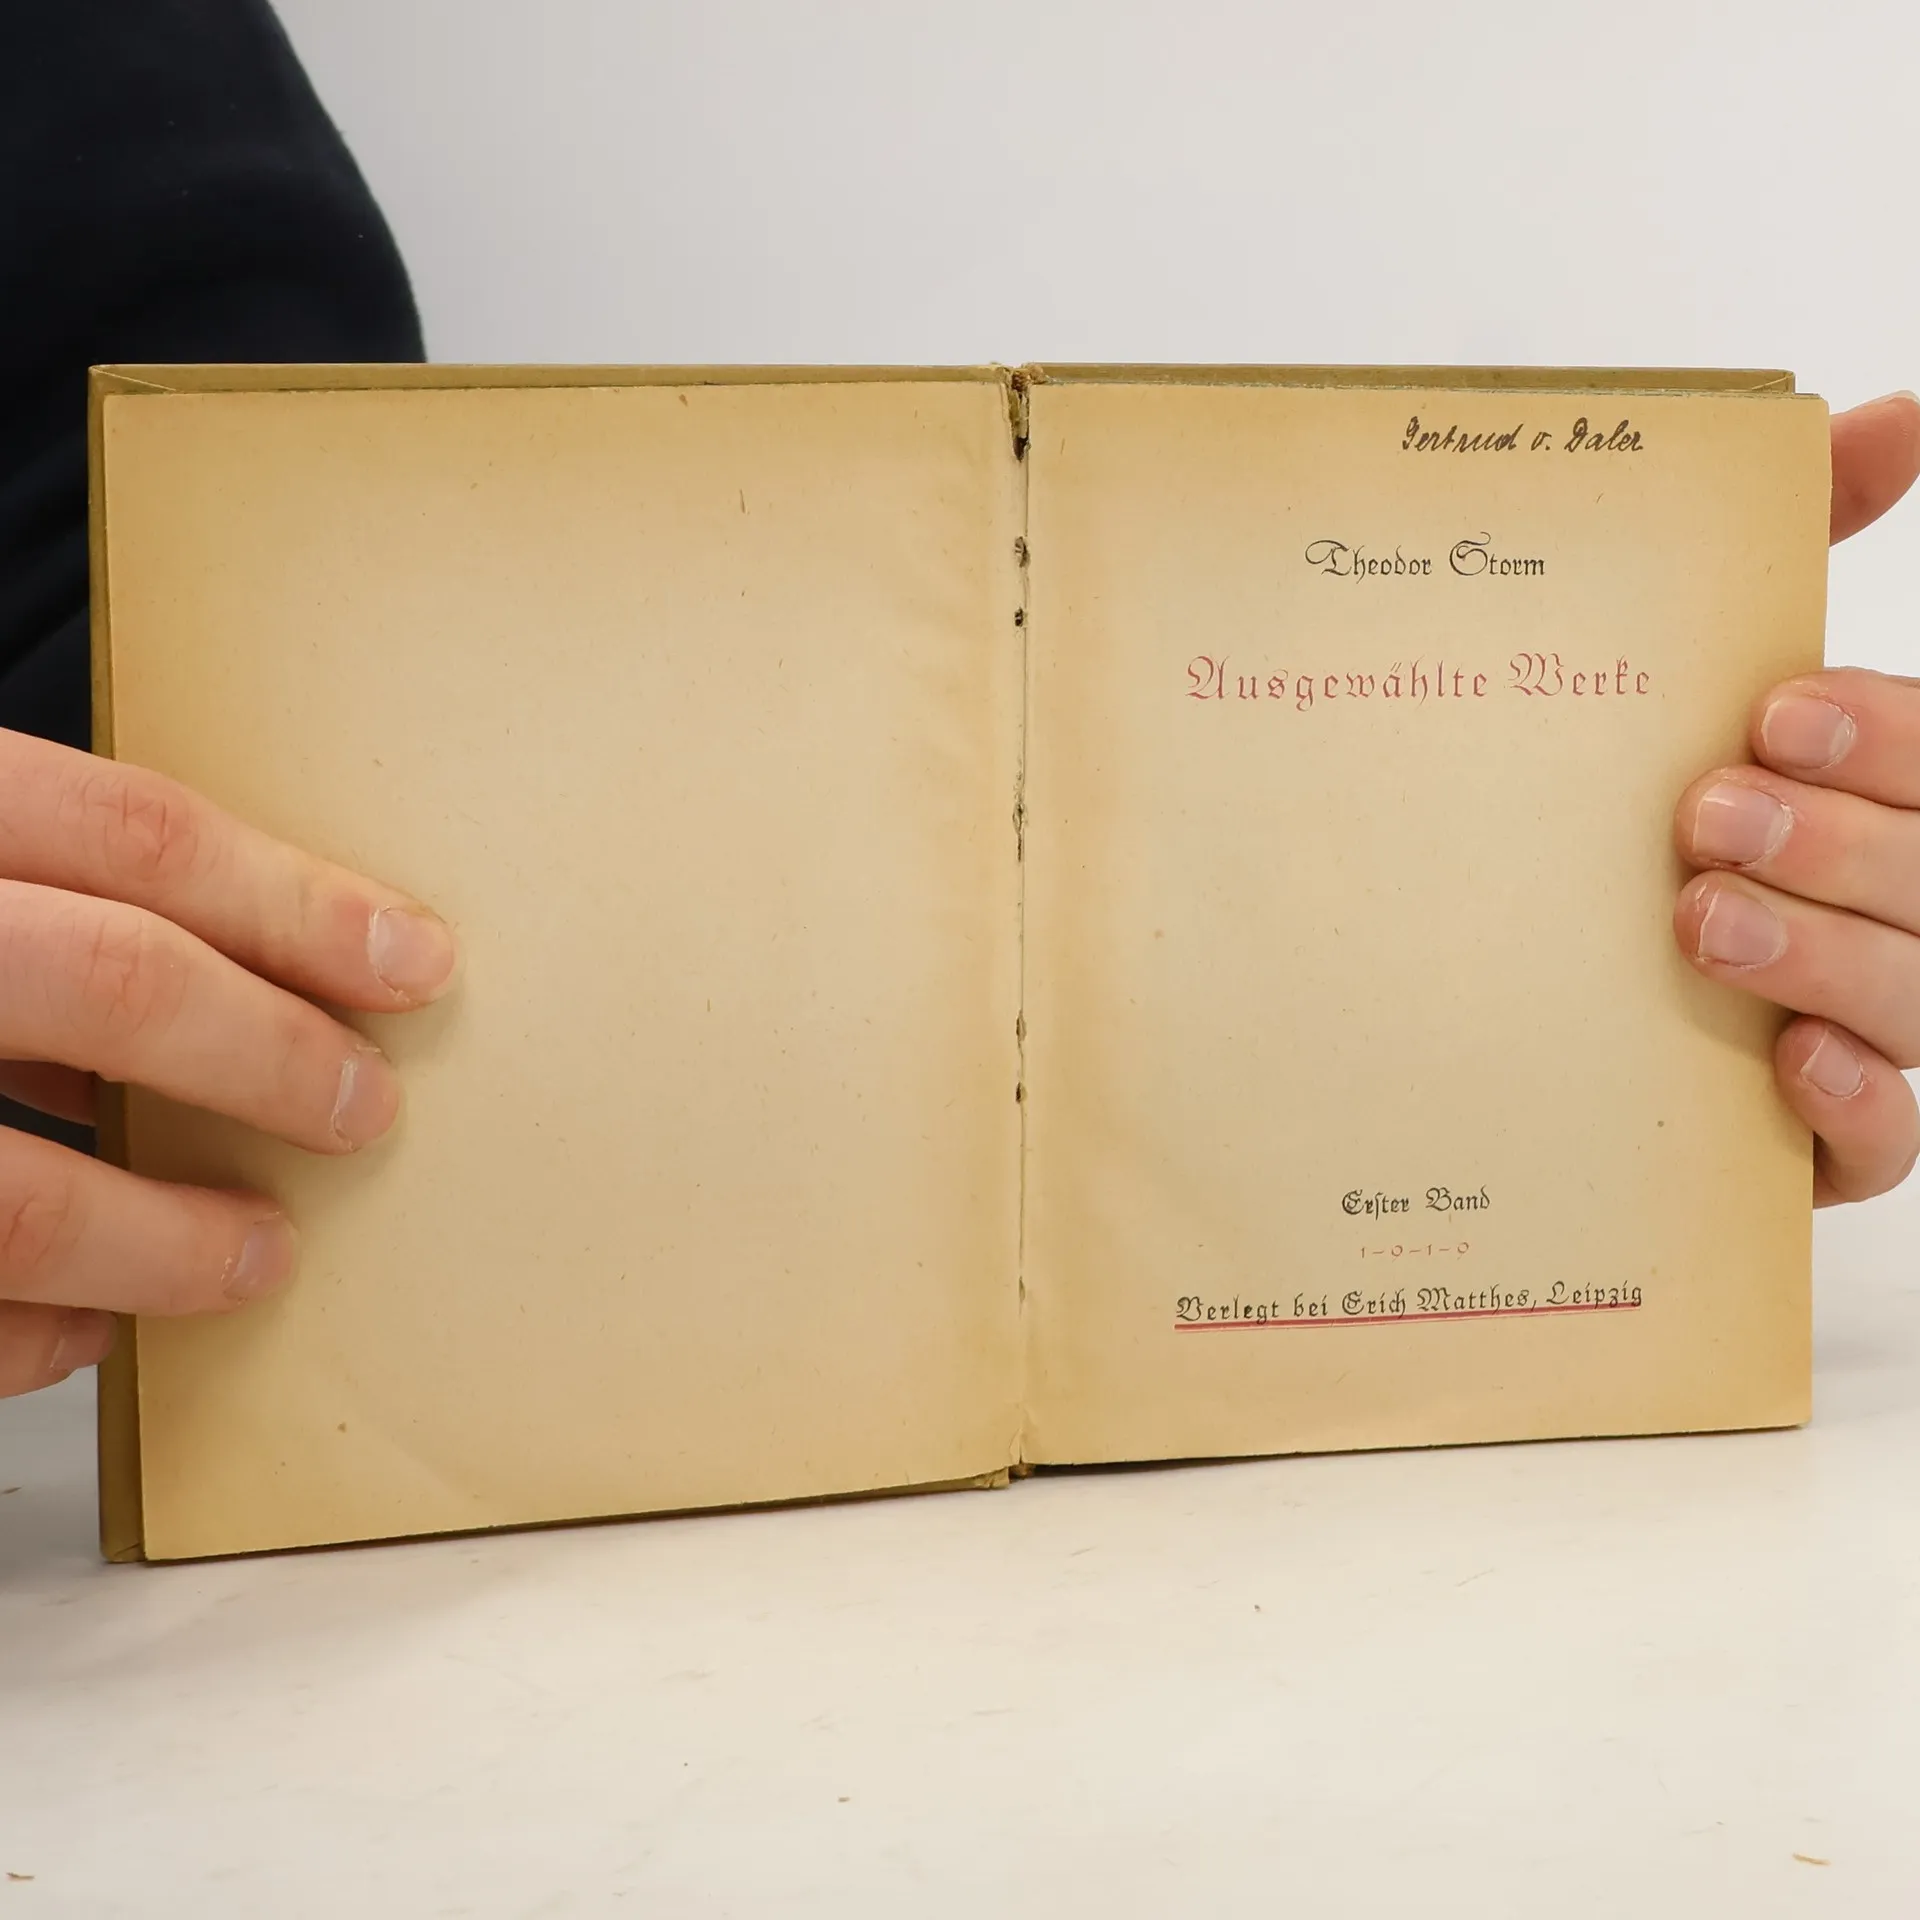 Gertrud v. Daler
Theodor Storm
Ausgewählte Werke
Erſter Band
1-9-1-9
Verlegt bei Erich Matthes, Leipzig